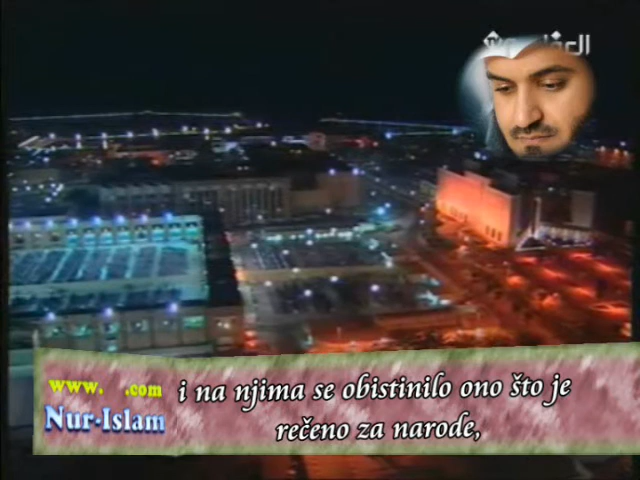 العفاسي
i na njima se obistinilo ono što je
rečeno za narode,
www. .com
Nur-Islam